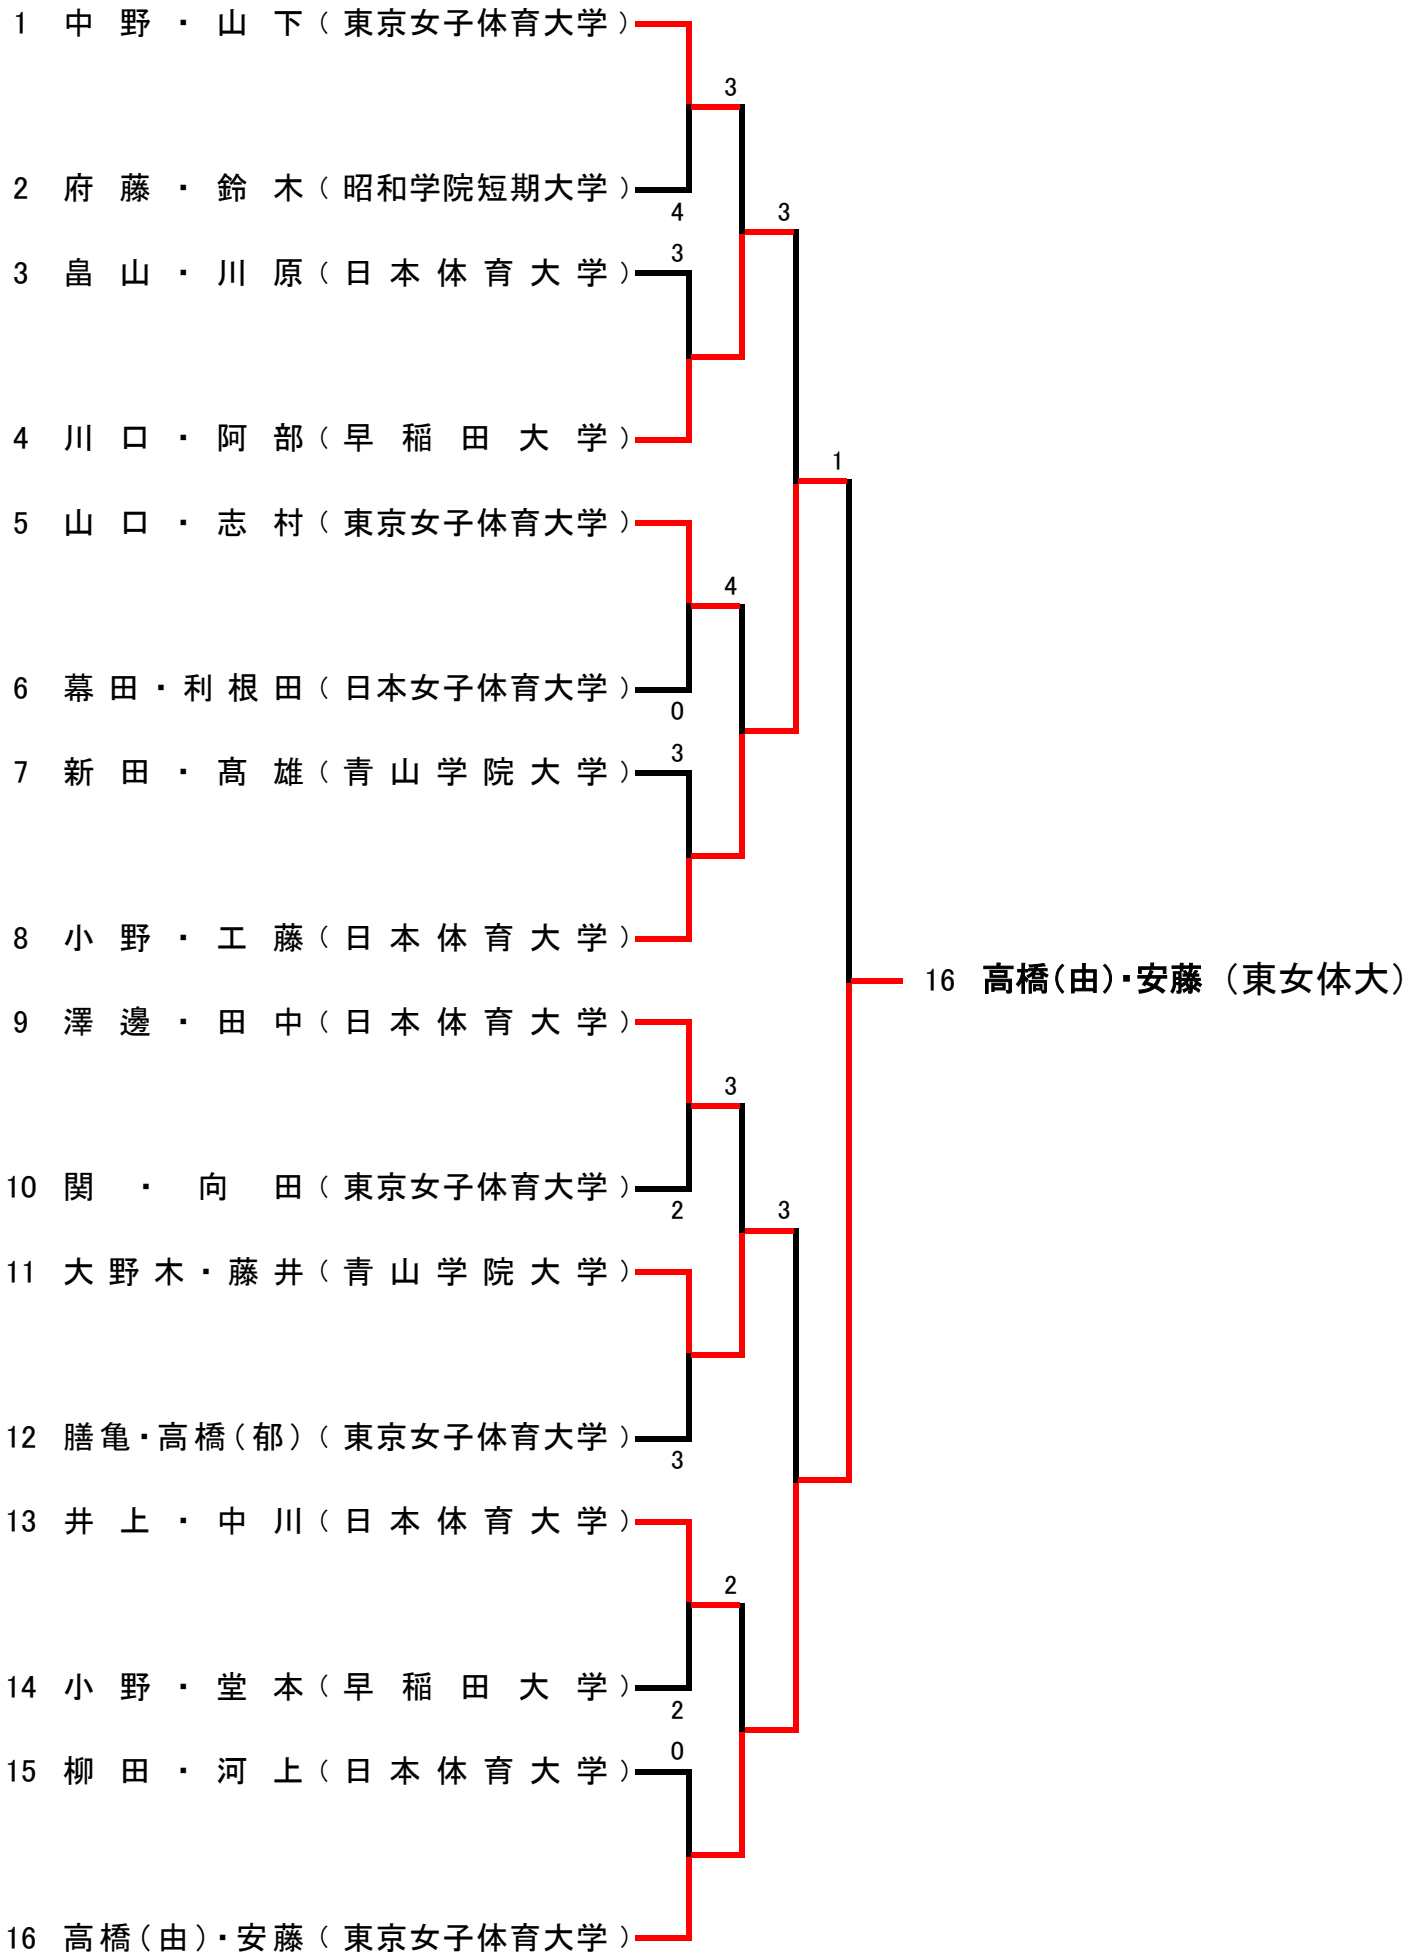 1 中野・山下（東京女子体育大学）
3
2 府藤・鈴木（昭和学院短期大学）
4
3
3
3 畠山・川原（日本体育大学）
4 川口・阿部（早稲田大学）
1
5 山口・志村（東京女子体育大学）
4
6 幕田・利根田（日本女子体育大学）
0
3
7 新田・髙雄（青山学院大学）
8 小野・工藤（日本体育大学）
16 高橋(由)・安藤（東女体大）
9 澤邊・田中（日本体育大学）
3
10 関・向田（東京女子体育大学）
2
3
11 大野木・藤井（青山学院大学）
12 膳亀・高橋(郁)（東京女子体育大学）
3
13 井上・中川（日本体育大学）
2
14 小野・堂本（早稲田大学）
2
0
15 柳田・河上（日本体育大学）
16 高橋(由)・安藤（東京女子体育大学）